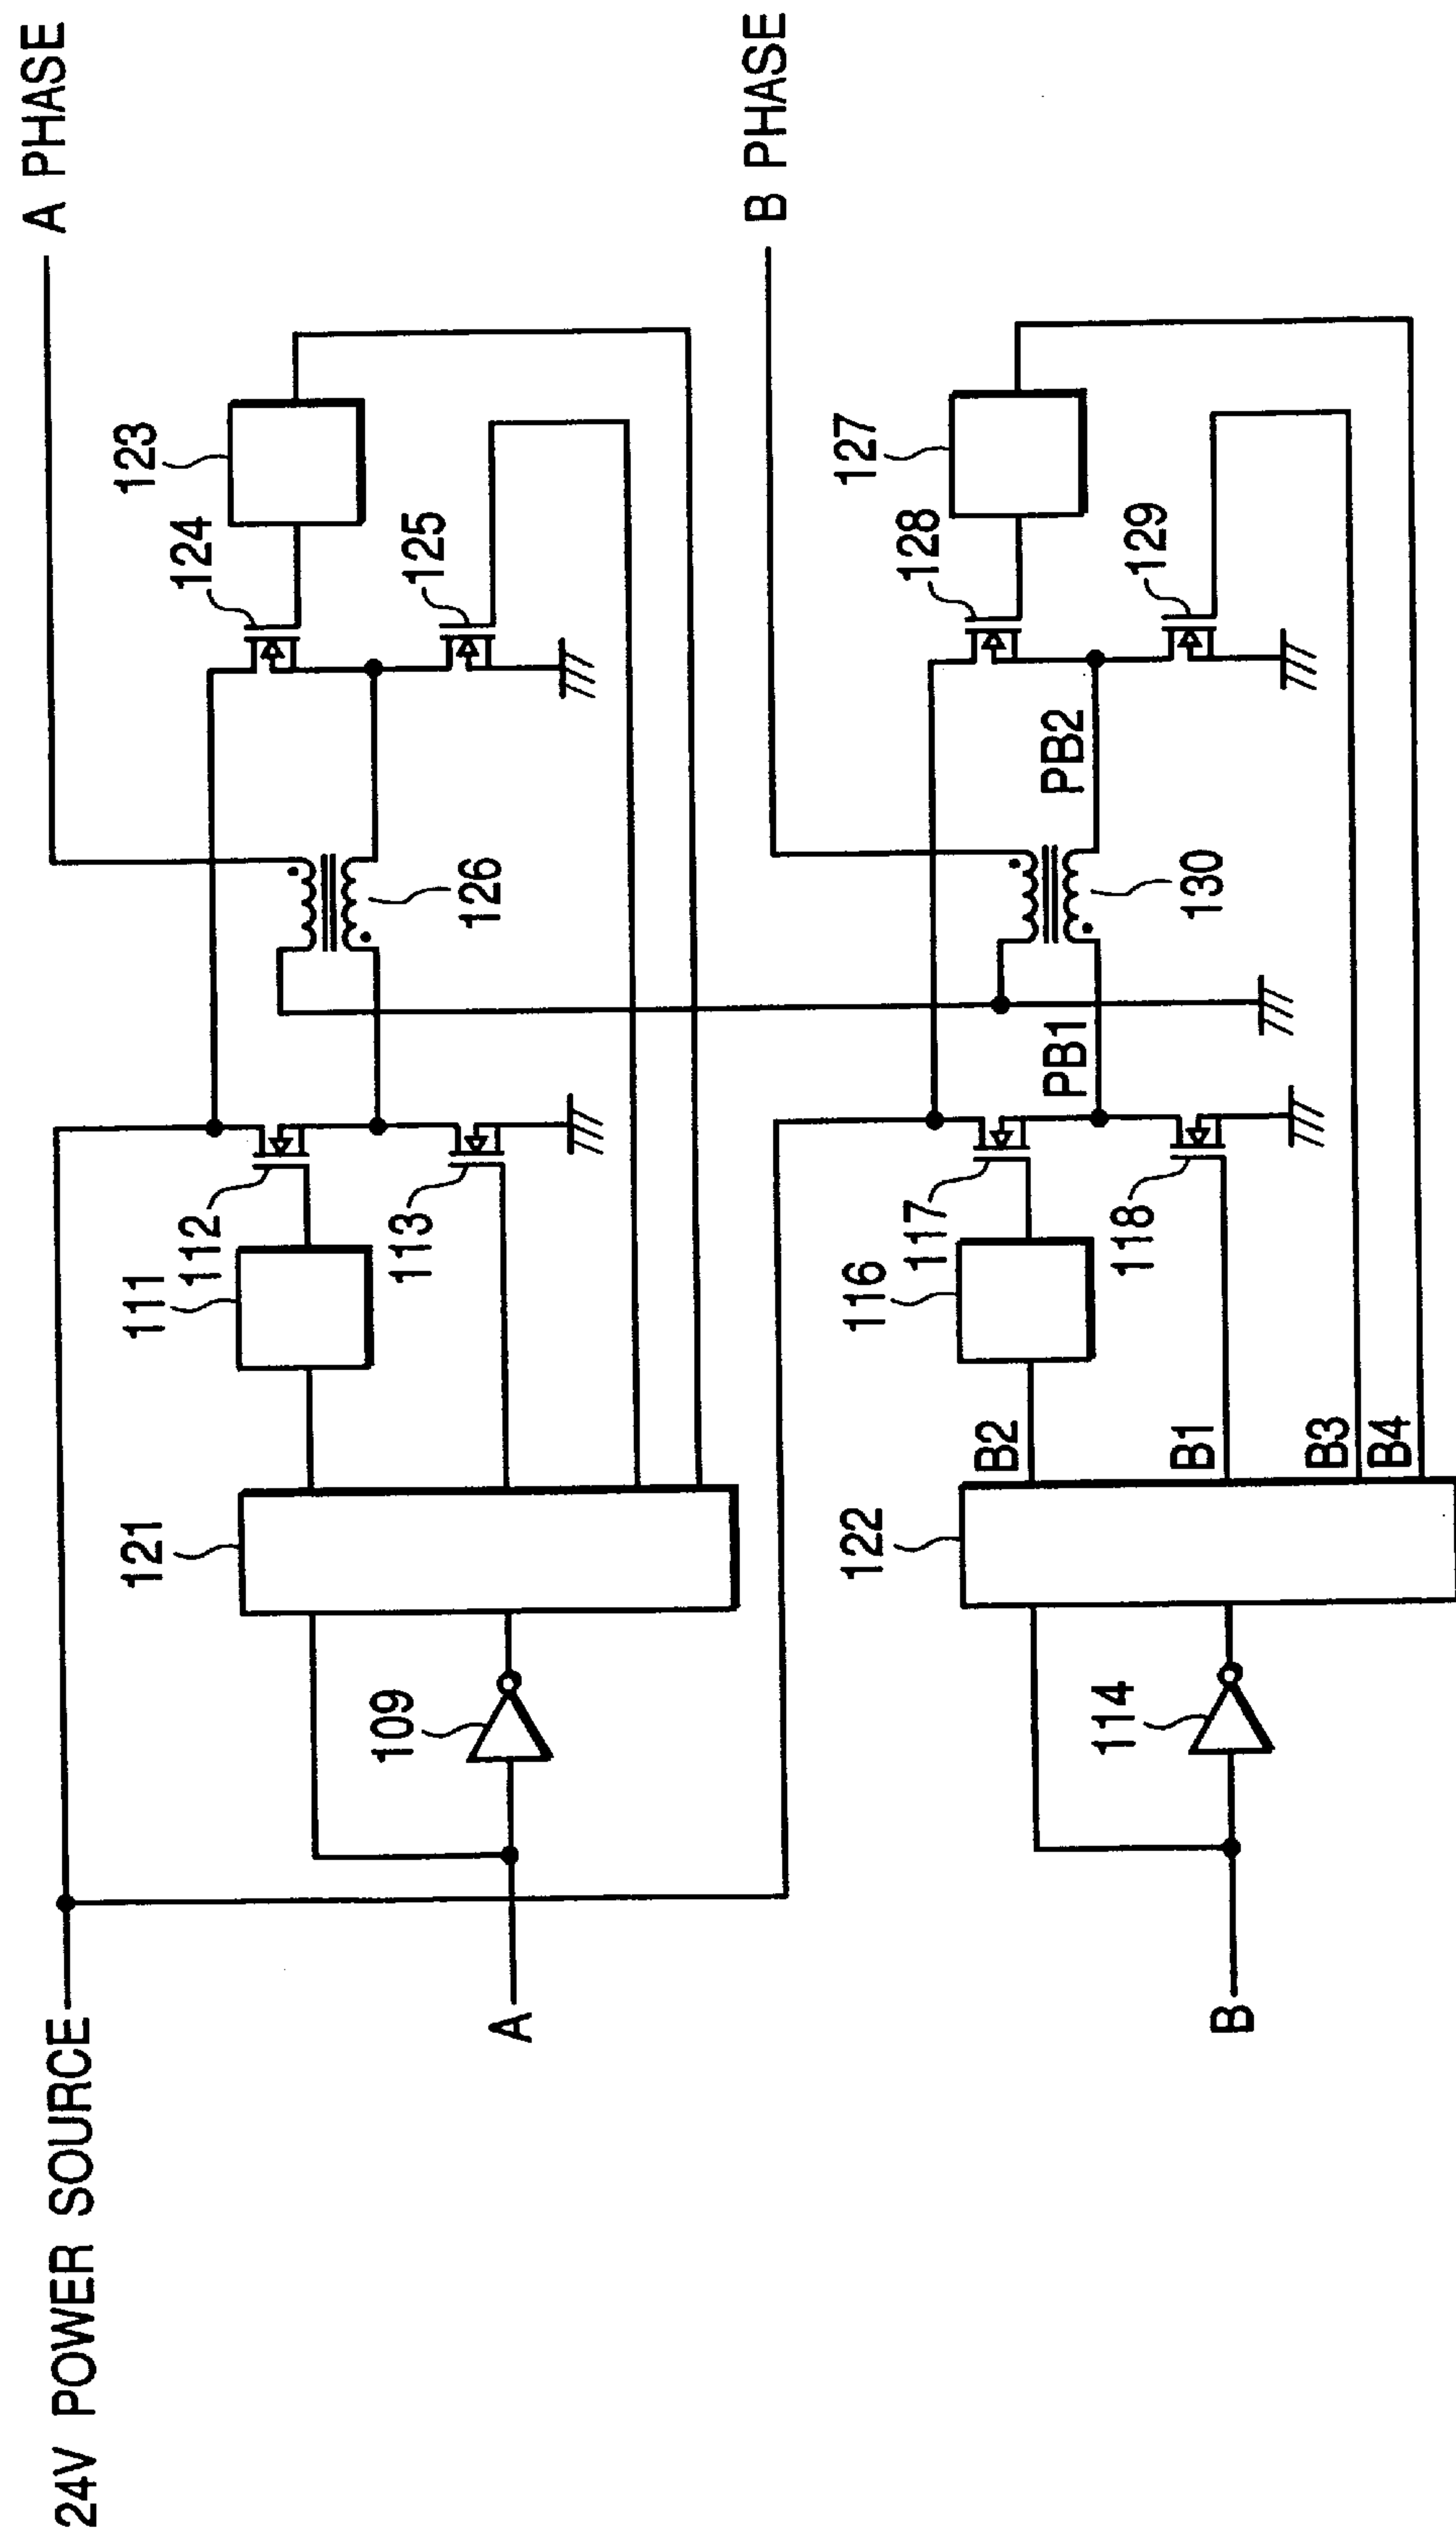 24V POWER SOURCE
A PHASE
111
112
113
121
109
A
123
124
125
126
B PHASE
116
117
118
122
114
B
B2
B1
B3
B4
PB1
PB2
127
128
129
130